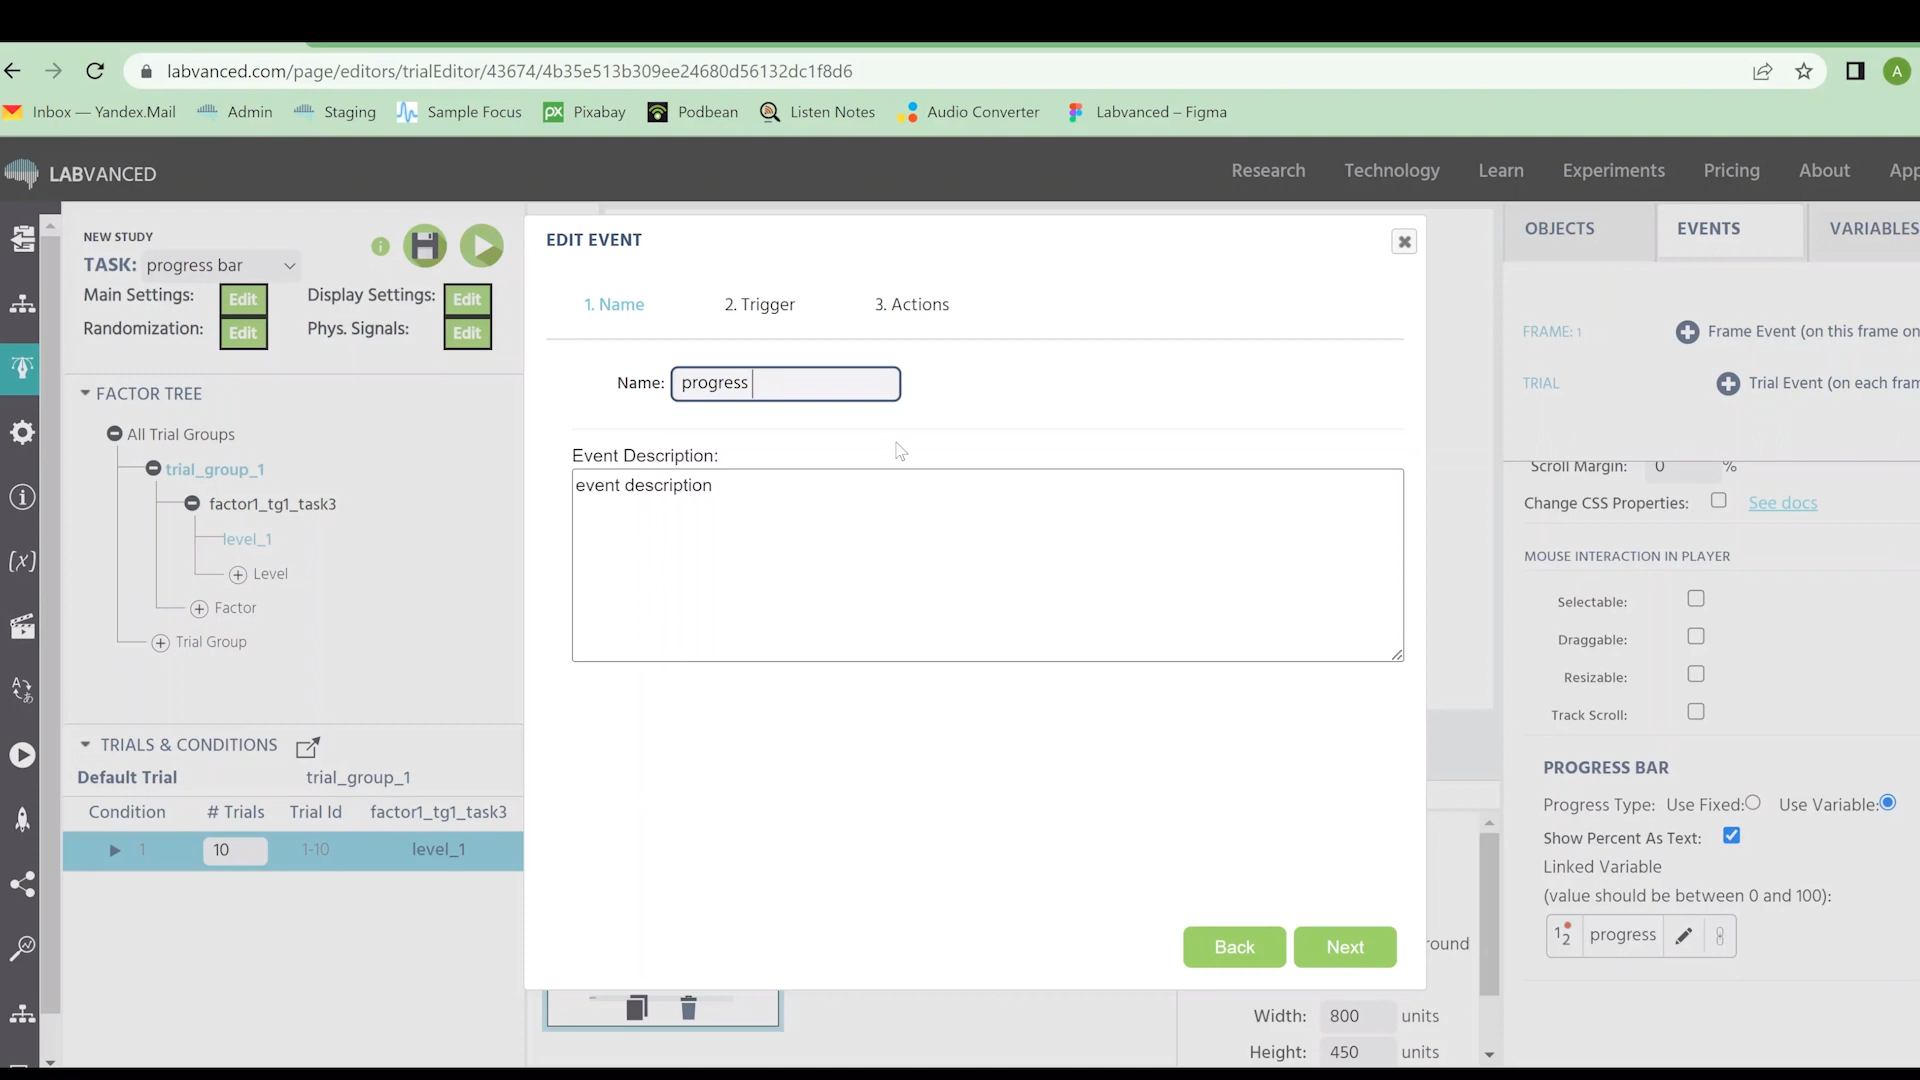 labvanced.com/page/editors/trialEditor/43674/4b35e513b309ee24680d56132dc1f8d6
A
Inbox — Yandex.Mail
Admin
Staging
Sample Focus
PX Pixabay
Podbean
Listen Notes
Audio Converter
Labvanced – Figma
LABVANCED
Research
Technology
Learn
Experiments
Pricing
About
App
NEW STUDY
TASK: progress bar
Main Settings: Edit
Display Settings: Edit
Randomization: Edit
Phys. Signals: Edit
FACTOR TREE
All Trial Groups
trial_group_1
factor1_tg1_task3
level_1
Level
Factor
Trial Group
TRIALS & CONDITIONS
Default Trial trial_group_1
Condition # Trials Trial Id factor1_tg1_task3
1 10 1-10 level_1
EDIT EVENT
1. Name 2. Trigger 3. Actions
Name: progress
Event Description:
event description
Back Next
round
Width: 800 units
Height: 450 units
OBJECTS EVENTS VARIABLES
FRAME: 1 Frame Event (on this frame on
TRIAL Trial Event (on each fram
Scroll Margin: 0 %
Change CSS Properties: See docs
MOUSE INTERACTION IN PLAYER
Selectable:
Draggable:
Resizable:
Track Scroll:
PROGRESS BAR
Progress Type: Use Fixed: Use Variable:
Show Percent As Text:
Linked Variable
(value should be between 0 and 100):
12 progress